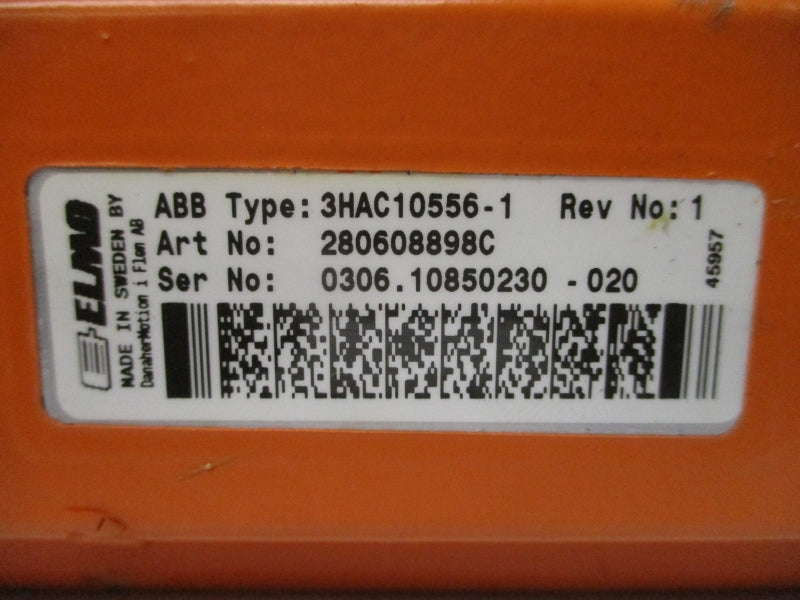 ABB Type: 3HAC10556-1 Rev No: 1
Art No: 280608898C
Ser No: 0306.10850230 -020
45957
ELMO
MADE IN SWEDEN BY
DanaherMotion i Flen AB